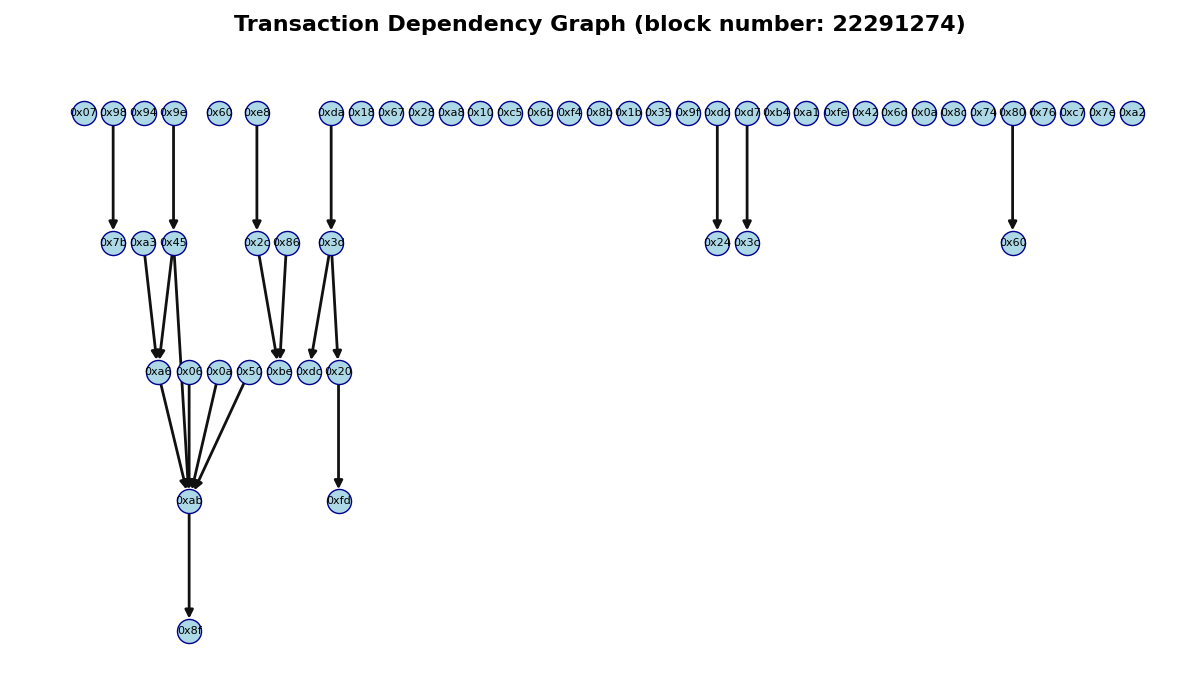 Transaction Dependency Graph (block number: 22291274)
0x07 0x98 0x94 0x9e 0x60 0xe8 0xda 0x18 0x67 0x28 0xa8 0x10 0xc5 0x6b 0xf4 0x8b 0x1b 0x35 0x9f 0xdd 0xd7 0xb4 0xa1 0xfe 0x42 0x6d 0x0a 0x8d 0x74 0x80 0x76 0xc7 0x7e 0xa2
0x7b 0xa3 0x45 0x2c 0x86 0x3d 0x24 0x3c 0x60
0xa6 0x06 0x0a 0x50 0xbe 0xdc 0x20
0xab 0xfd
0x8f